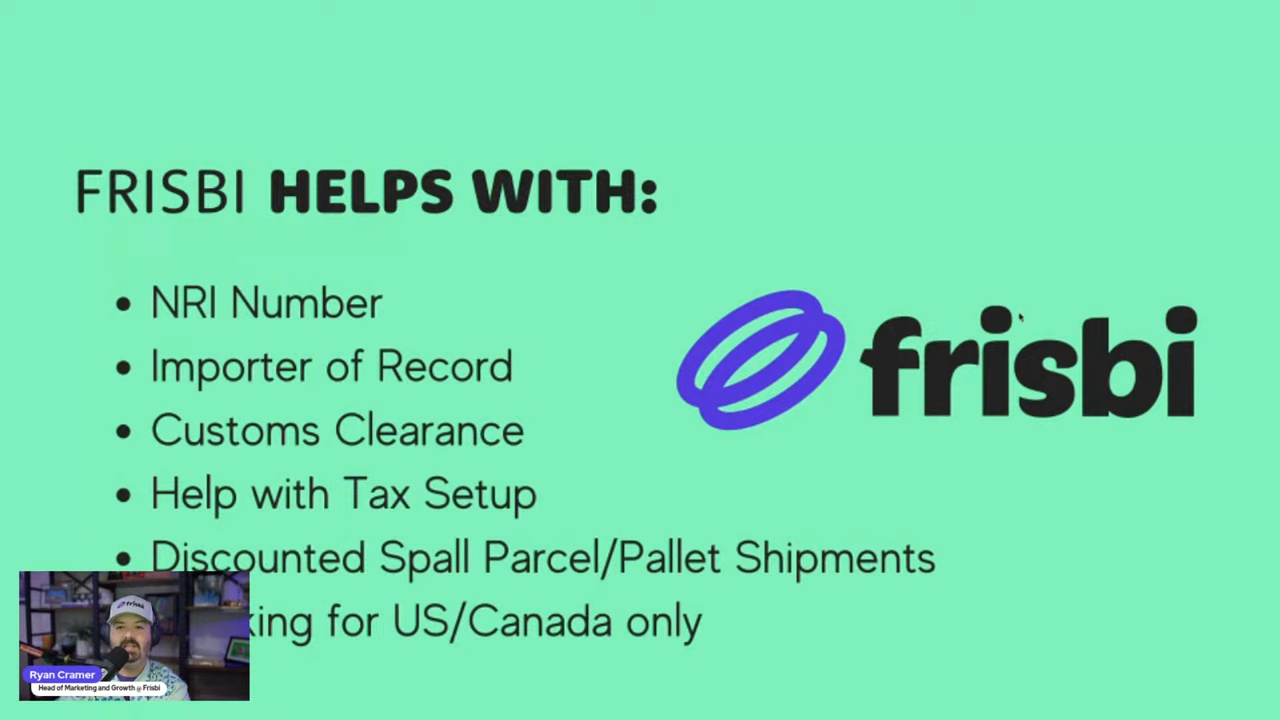 FRISBI HELPS WITH:
NRI Number
Importer of Record
Customs Clearance
Help with Tax Setup
Discounted Spall Parcel/Pallet Shipments
for US/Canada only
frisbi
frisbi
Ryan Cramer
Head of Marketing and Growth @ Frisbi